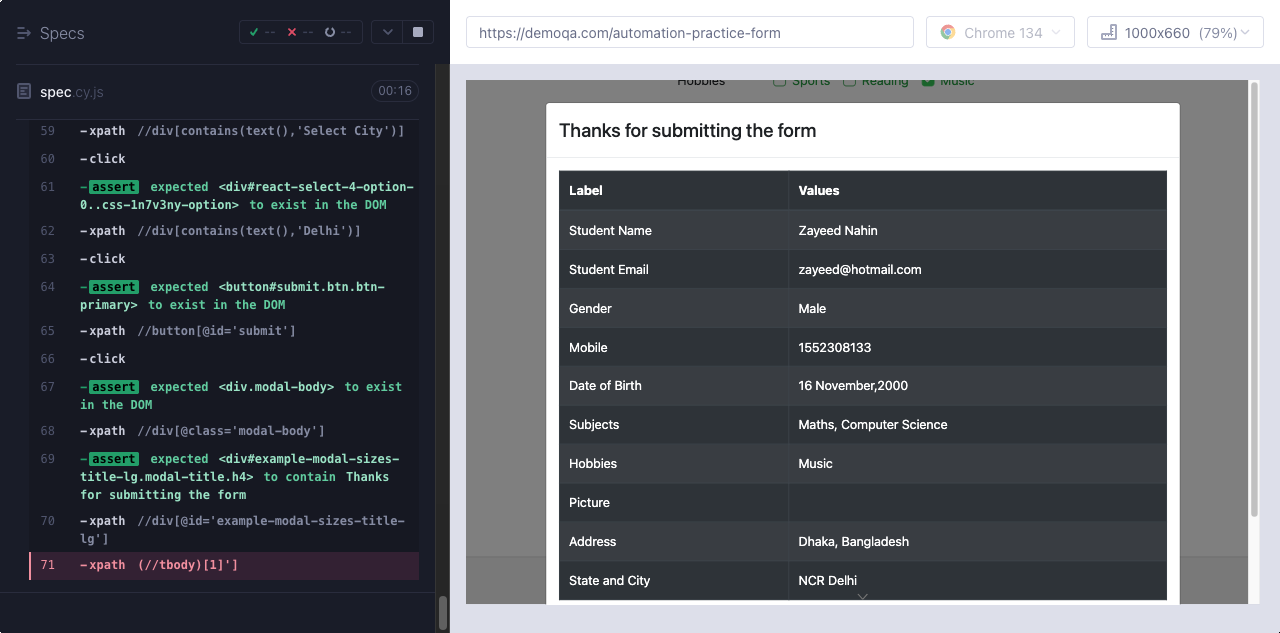 Specs
-- -- --
spec.cy.js 00:16
59 -xpath //div[contains(text(),'Select City')]
60 -click
61 -assert expected <div#react-select-4-option-
0..css-1n7v3ny-option> to exist in the DOM
62 -xpath //div[contains(text(),'Delhi')]
63 -click
64 -assert expected <button#submit.btn.btn-
primary> to exist in the DOM
65 -xpath //button[@id='submit']
66 -click
67 -assert expected <div.modal-body> to exist
in the DOM
68 -xpath //div[@class='modal-body']
69 -assert expected <div#example-modal-sizes-
title-lg.modal-title.h4> to contain Thanks
for submitting the form
70 -xpath //div[@id='example-modal-sizes-title-
lg']
71 -xpath (//tbody)[1]']
https://demoqa.com/automation-practice-form
Chrome 134
1000x660 (79%)
Hobbies Sports Reading Music
Thanks for submitting the form
Label Values
Student Name Zayeed Nahin
Student Email zayeed@hotmail.com
Gender Male
Mobile 1552308133
Date of Birth 16 November,2000
Subjects Maths, Computer Science
Hobbies Music
Picture
Address Dhaka, Bangladesh
State and City NCR Delhi